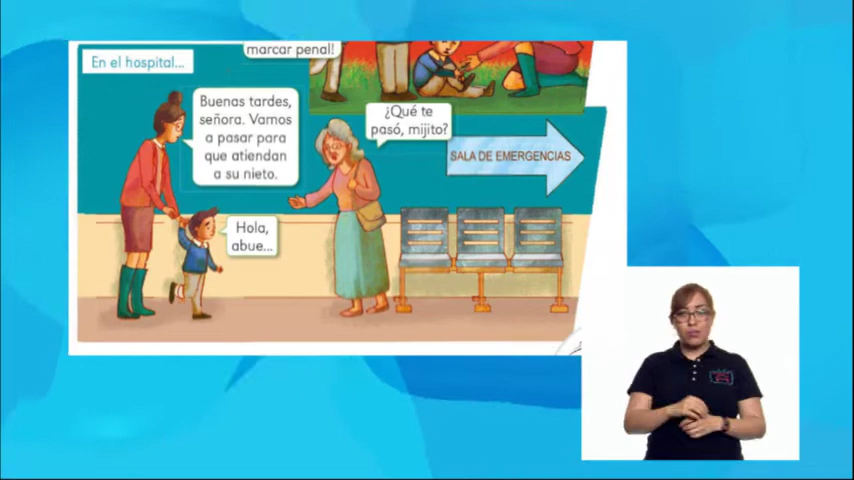 marcar penal!
En el hospital...
Buenas tardes,
señora. Vamos
a pasar para
que atiendan
a su nieto.
¿Qué te
pasó, mijito?
SALA DE EMERGENCIAS
Hola,
abue...